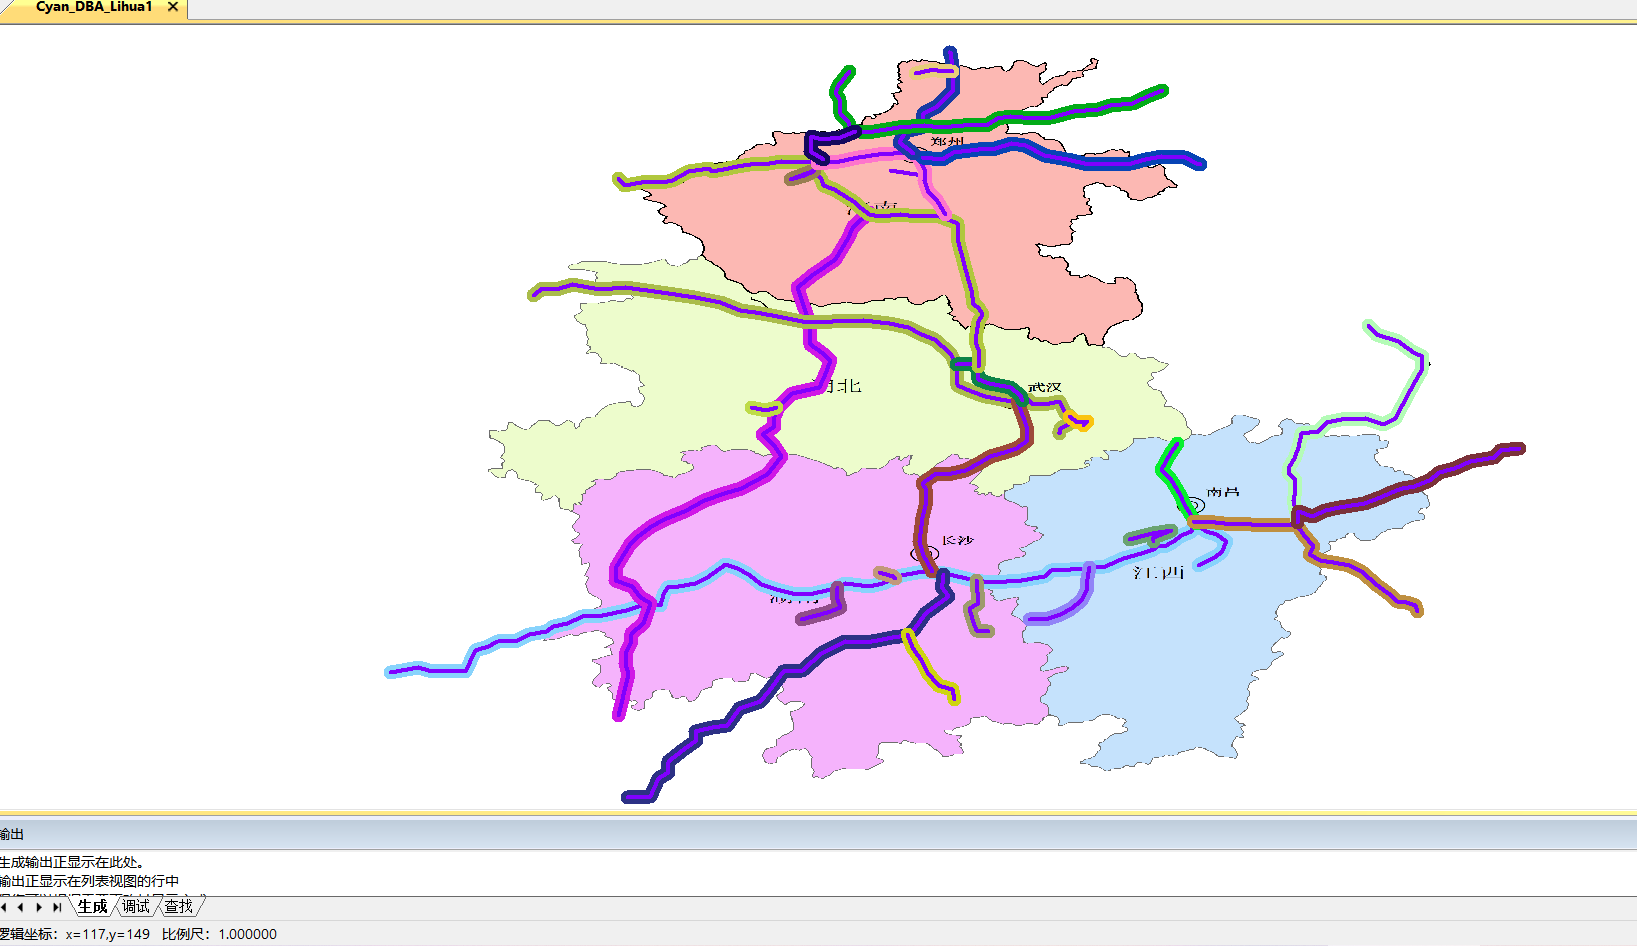 Cyan_DBA_Lihua1
郑州
武汉
南昌
长沙
江西
输出
生成输出正显示在此处。
输出正显示在列表视图的行中
生成 调试 查找
逻辑坐标：x=117,y=149 比例尺：1.000000